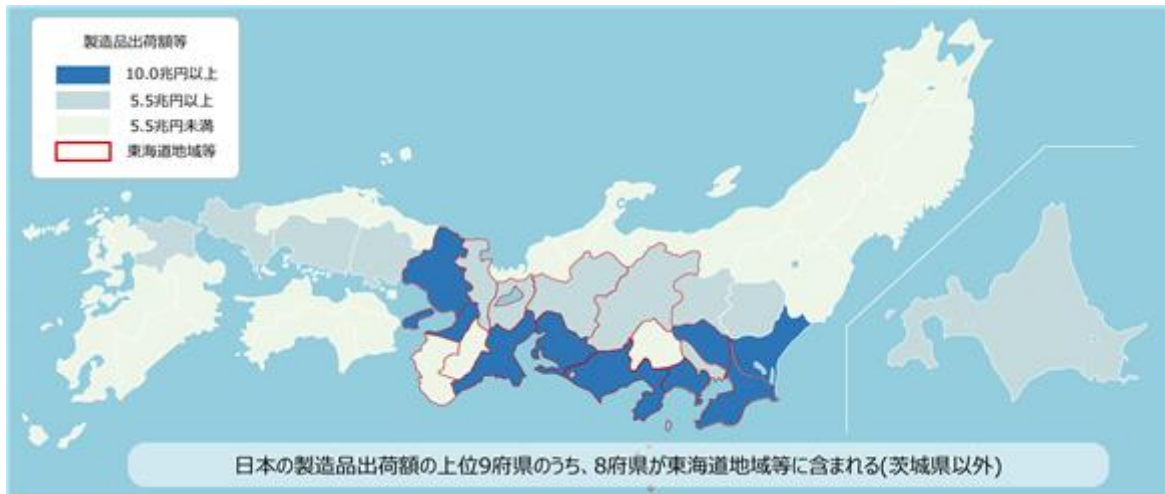 製造品出荷額等
10.0兆円以上
5.5兆円以上
5.5兆円未満
東海道地域等
日本の製造品出荷額の上位9府県のうち、8府県が東海道地域等に含まれる(茨城県以外)